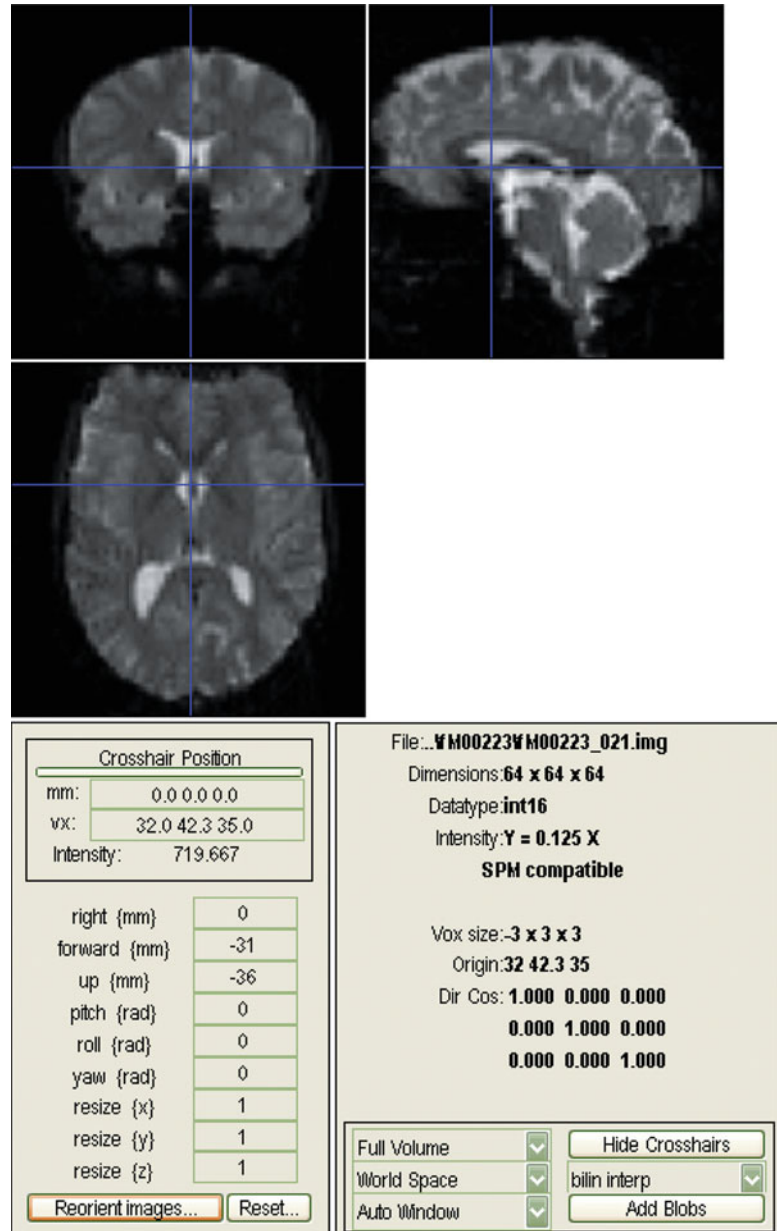 Crosshair Position
mm: 0.0 0.0 0.0
vx: 32.0 42.3 35.0
Intensity: 719.667
right {mm} 0
forward {mm} -31
up {mm} -36
pitch {rad} 0
roll {rad} 0
yaw {rad} 0
resize {x} 1
resize {y} 1
resize {z} 1
Reorient images... Reset...
File:..¥M00223¥M00223_021.img
Dimensions:64 x 64 x 64
Datatype:int16
Intensity:Y = 0.125 X
SPM compatible
Vox size:-3 x 3 x 3
Origin:32 42.3 35
Dir Cos: 1.000 0.000 0.000
0.000 1.000 0.000
0.000 0.000 1.000
Full Volume Hide Crosshairs
World Space bilin interp
Auto Window Add Blobs